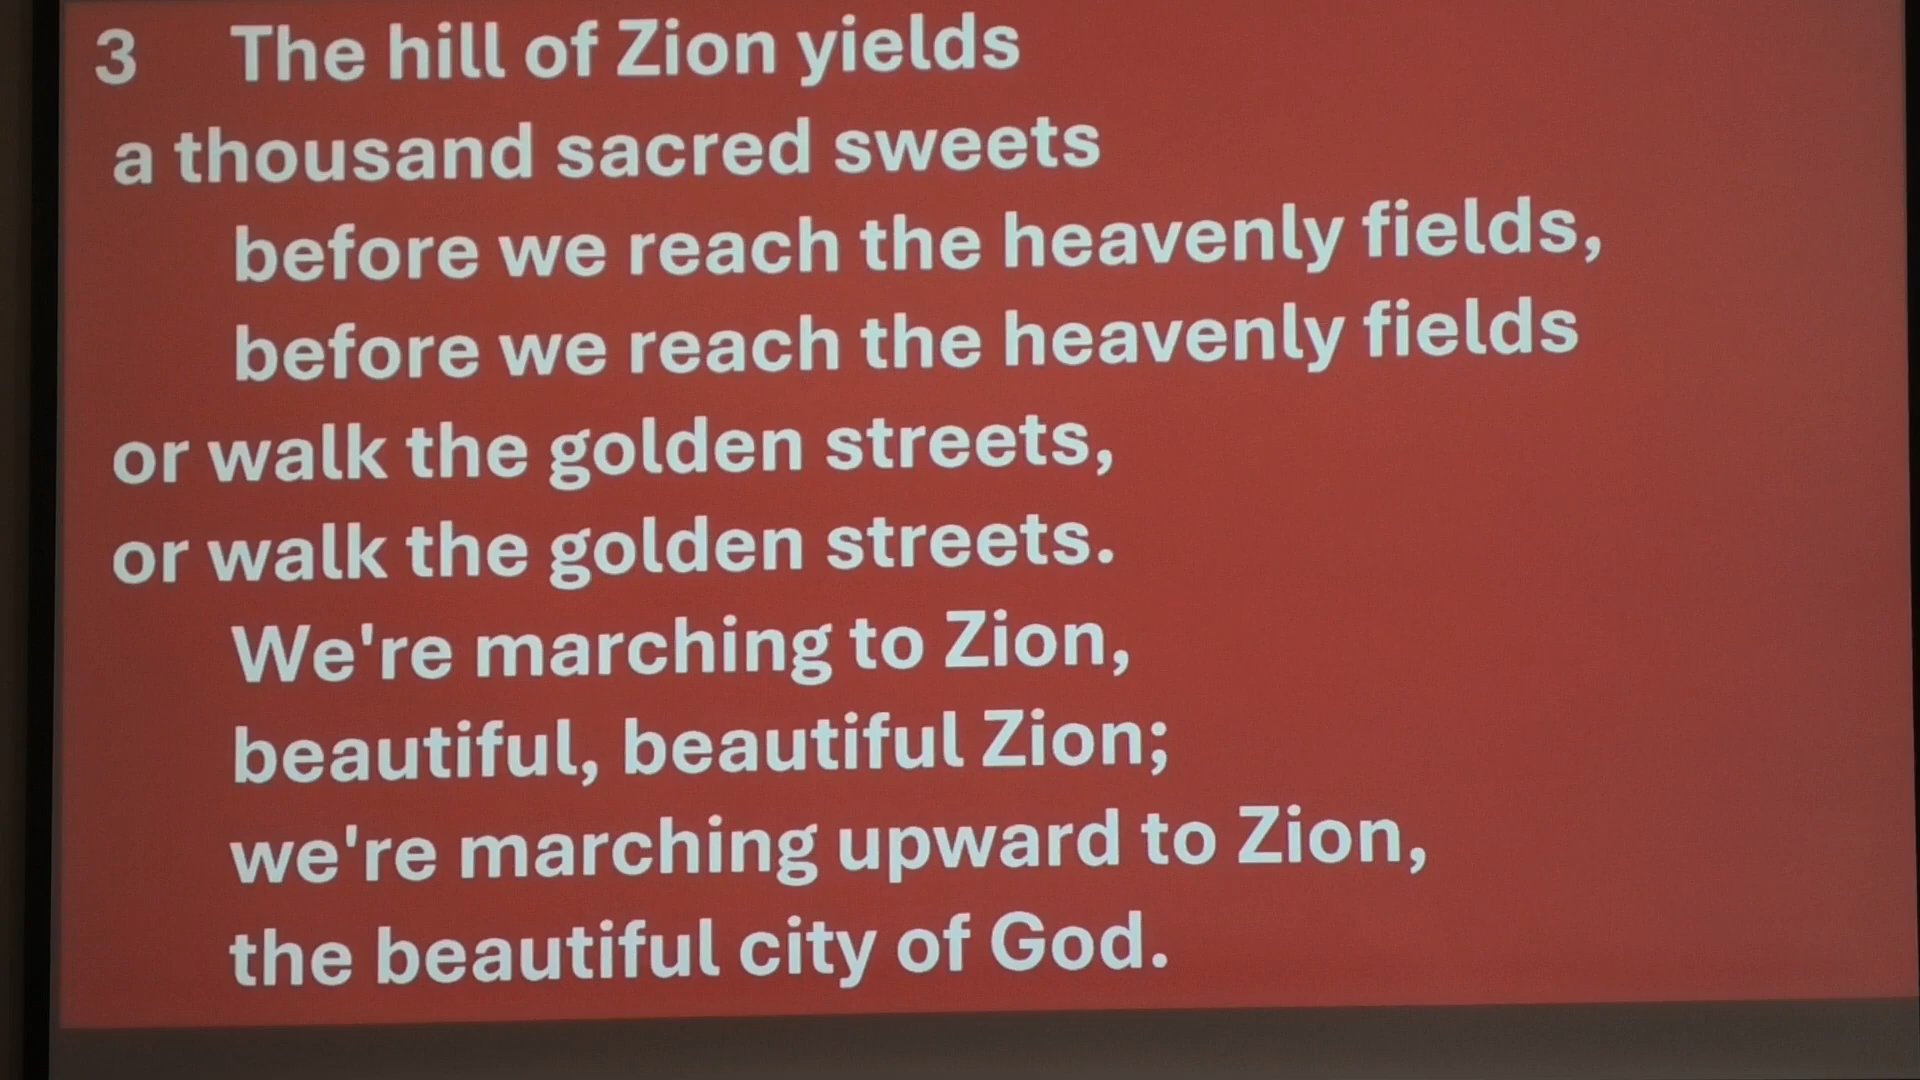 3 The hill of Zion yields
a thousand sacred sweets
before we reach the heavenly fields,
before we reach the heavenly fields
or walk the golden streets,
or walk the golden streets.
We're marching to Zion,
beautiful, beautiful Zion;
we're marching upward to Zion,
the beautiful city of God.